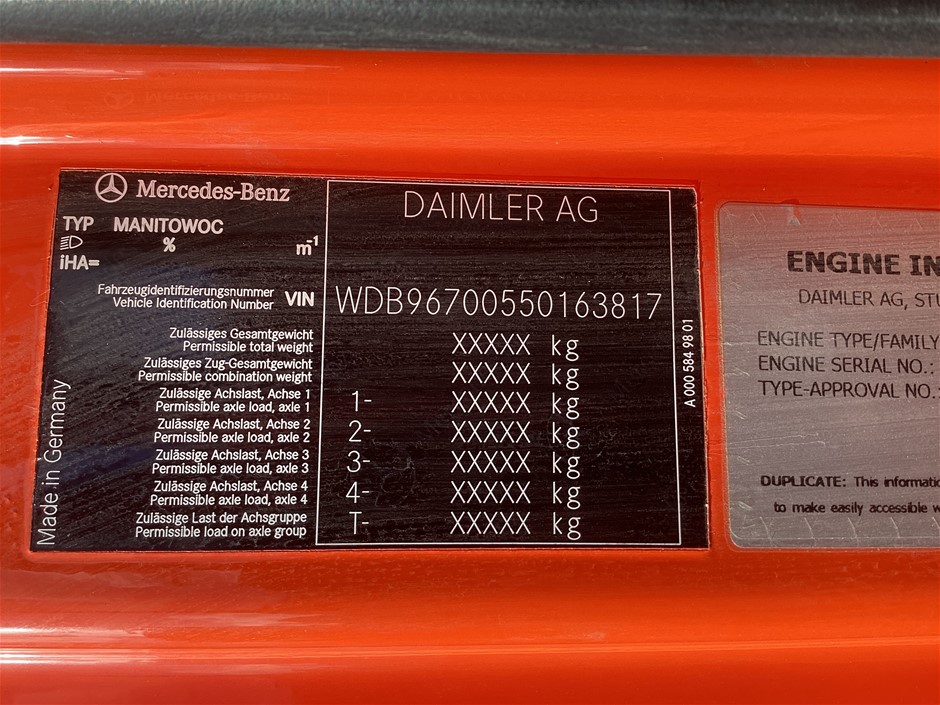 Mercedes-Benz
DAIMLER AG
TYP MANITOWOC
% m-1
iHA=
Fahrzeugidentifizierungsnummer
Vehicle Identification Number VIN WDB96700550163817
Zulässiges Gesamtgewicht
Permissible total weight XXXXX kg
Zulässiges Zug-Gesamtgewicht
Permissible combination weight XXXXX kg
Zulässige Achslast, Achse 1
Permissible axle load, axle 1 1- XXXXX kg
Zulässige Achslast, Achse 2
Permissible axle load, axle 2 2- XXXXX kg
Zulässige Achslast, Achse 3
Permissible axle load, axle 3 3- XXXXX kg
Zulässige Achslast, Achse 4
Permissible axle load, axle 4 4- XXXXX kg
Zulässige Last der Achsgruppe
Permissible load on axle group T- XXXXX kg
Made in Germany
A 000 584 98 01
ENGINE IN
DAIMLER AG, STU
ENGINE TYPE/FAMILY
ENGINE SERIAL NO.:
TYPE-APPROVAL NO.:
DUPLICATE: This informatio
to make easily accessible w